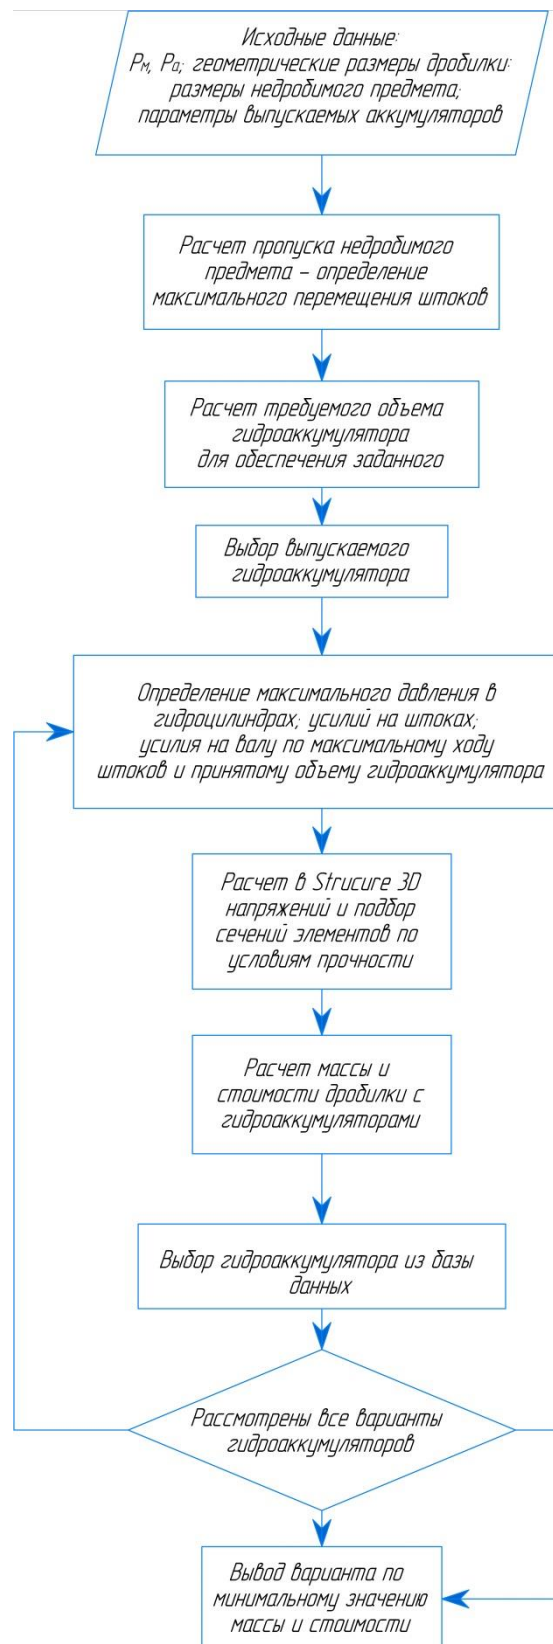 Исходные данные:
Рм, Ра; геометрические размеры дробилки:
размеры недробимого предмета;
параметры выпускаемых аккумуляторов
Расчет пропуска недробимого
предмета – определение
максимального перемещения штоков
Расчет требуемого объема
гидроаккумулятора
для обеспечения заданного
Выбор выпускаемого
гидроаккумулятора
Определение максимального давления в
гидроцилиндрах; усилий на штоках;
усилия на валу по максимальному ходу
штоков и принятому объему гидроаккумулятора
Расчет в Strucure 3D
напряжений и подбор
сечений элементов по
условиям прочности
Расчет массы и
стоимости дробилки с
гидроаккумуляторами
Выбор гидроаккумулятора из базы
данных
Рассмотрены все варианты
гидроаккумуляторов
Вывод варианта по
минимальному значению
массы и стоимости